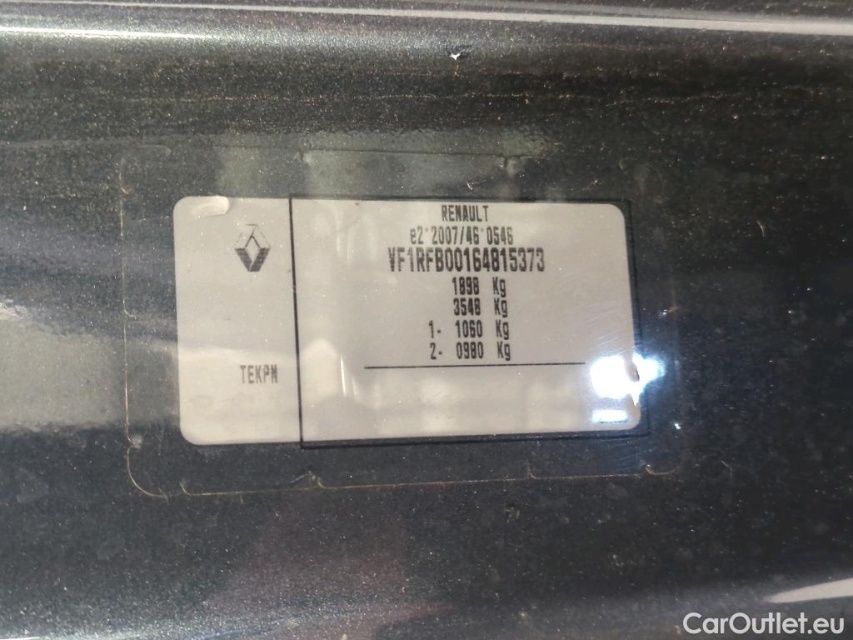 RENAULT
e2*2007/46*0546
VF1RFB00164815373
1898 Kg
3548 Kg
1- 1060 Kg
2- 0980 Kg
TEKPN
CarOutlet.eu